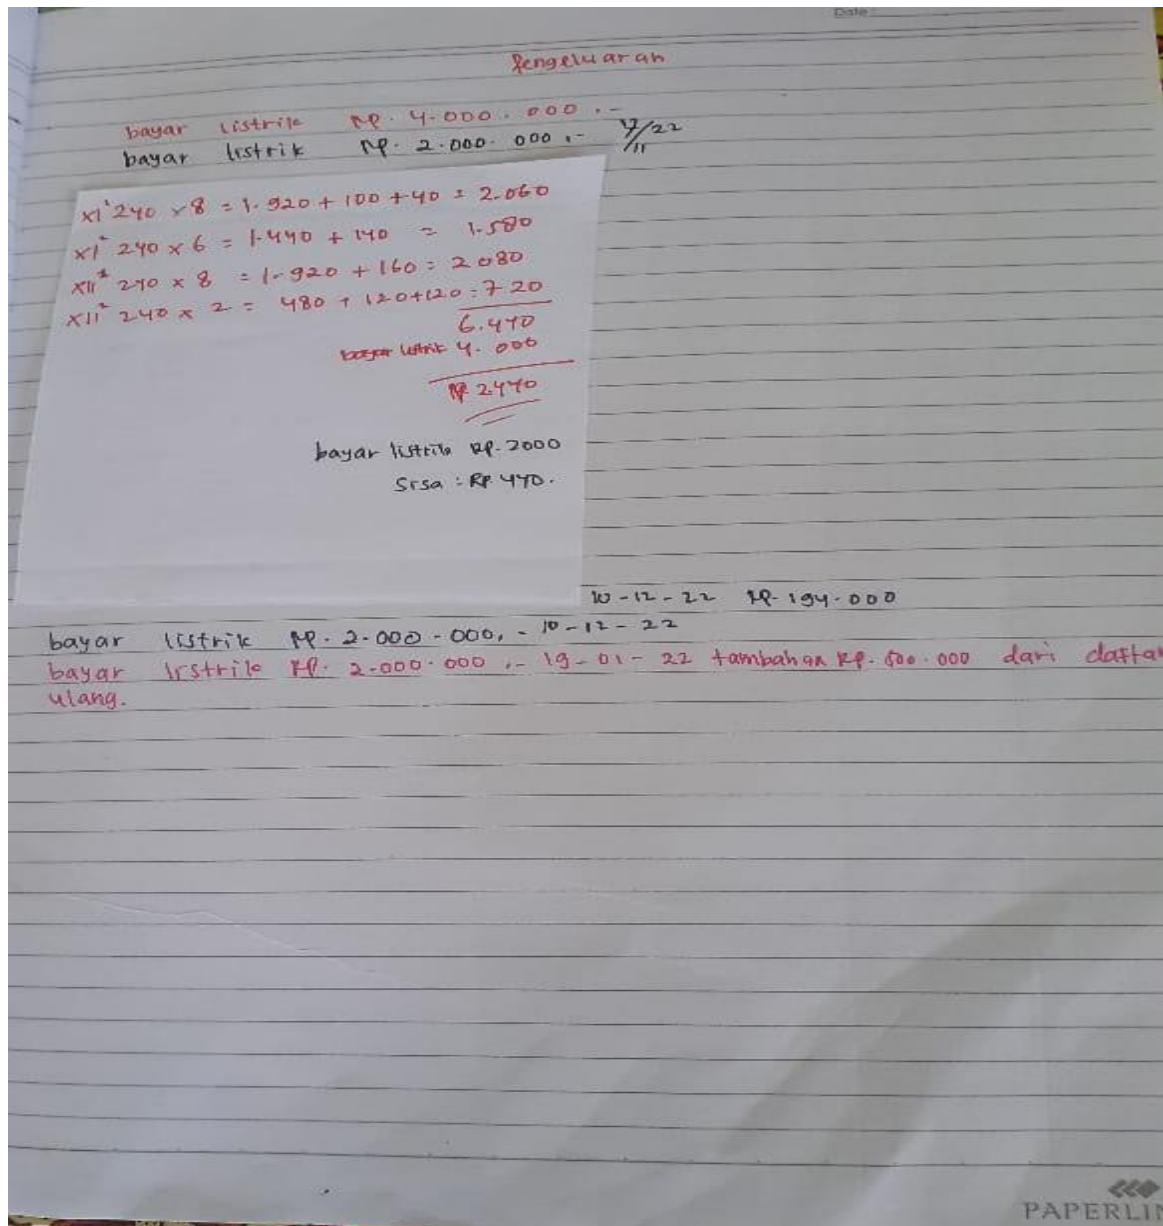 Date :
Pengeluaran
bayar listrik Rp. 4.000.000.-
bayar listrik Rp. 2.000.000,- 17/11 22
XI¹ 240 x 8 = 1.920 + 100 + 40 = 2.060
XI² 240 x 6 = 1.440 + 140 = 1.580
XII¹ 240 x 8 = 1.920 + 160 = 2080
XII² 240 x 2 = 480 + 120+120 = 720
6.440
bayar listrik 4.000
Rp 2.440
bayar listrik Rp. 2000
Sisa : Rp. 440.
10-12-22 Rp. 194.000
bayar listrik Rp. 2.000.000,- 10-12-22
bayar listrik Rp. 2.000.000,- 19-01-22 tambahan Rp. 500.000 dari daftar
ulang.
PAPERLIN